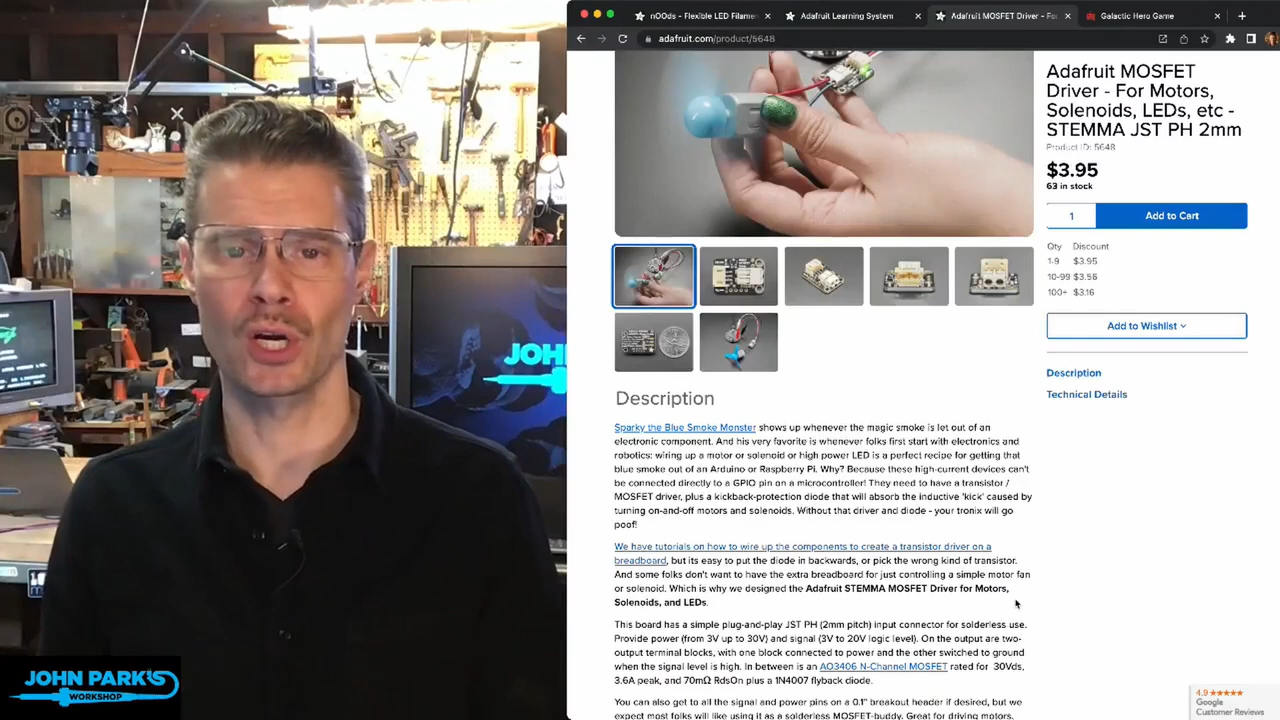 nOOds - Flexible LED Filamen
Adafruit Learning System
Adafruit MOSFET Driver - For
Galactic Hero Game
adafruit.com/product/5648
Adafruit MOSFET
Driver - For Motors,
Solenoids, LEDs, etc -
STEMMA JST PH 2mm
Product ID: 5648
$3.95
63 in stock
1
Add to Cart
Qty Discount
1-9 $3.95
10-99 $3.56
100+ $3.16
Add to Wishlist
Description
Technical Details
Description
Sparky the Blue Smoke Monster shows up whenever the magic smoke is let out of an
electronic component. And his very favorite is whenever folks first start with electronics and
robotics: wiring up a motor or solenoid or high power LED is a perfect recipe for getting that
blue smoke out of an Arduino or Raspberry Pi. Why? Because these high-current devices can't
be connected directly to a GPIO pin on a microcontroller! They need to have a transistor /
MOSFET driver, plus a kickback-protection diode that will absorb the inductive 'kick' caused by
turning on-and-off motors and solenoids. Without that driver and diode - your tronix will go
poof!
We have tutorials on how to wire up the components to create a transistor driver on a
breadboard, but its easy to put the diode in backwards, or pick the wrong kind of transistor.
And some folks don't want to have the extra breadboard for just controlling a simple motor fan
or solenoid. Which is why we designed the Adafruit STEMMA MOSFET Driver for Motors,
Solenoids, and LEDs.
This board has a simple plug-and-play JST PH (2mm pitch) input connector for solderless use.
Provide power (from 3V up to 30V) and signal (3V to 20V logic level). On the output are two-
output terminal blocks, with one block connected to power and the other switched to ground
when the signal level is high. In between is an AO3406 N-Channel MOSFET rated for 30Vds,
3.6A peak, and 70mΩ RdsOn plus a 1N4007 flyback diode.
You can also get to all the signal and power pins on a 0.1" breakout header if desired, but we
expect most folks will like using it as a solderless MOSFET-buddy. Great for driving motors,
4.9 ★★★★★
Google
Customer Reviews
JOH
JOHN PARK'S
WORKSHOP